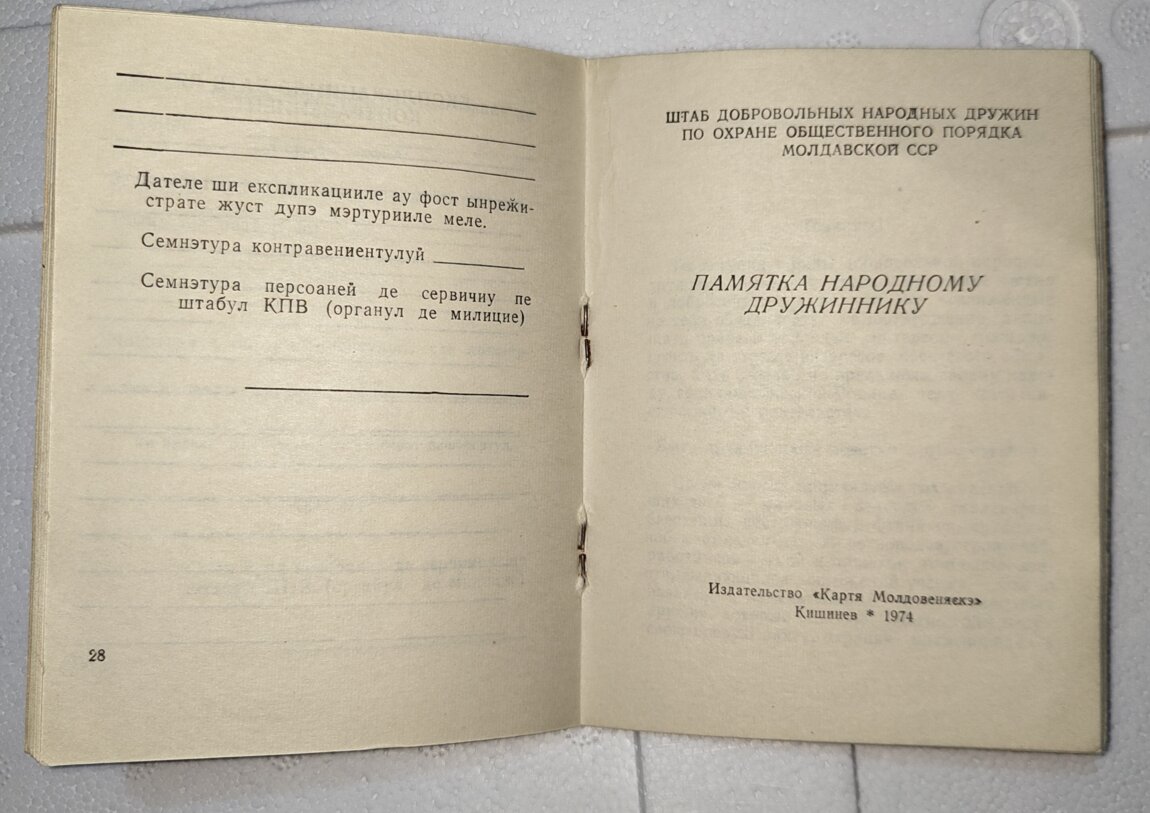 Дателе ши експликацииле ау фост ынрежи-
страте жуст дупэ мэртурииле меле.
Семнэтура контравениентулуй
Семнэтура персоаней де сервичиу пе
штабул КПВ (органул де милицие)
28
ШТАБ ДОБРОВОЛЬНЫХ НАРОДНЫХ ДРУЖИН
ПО ОХРАНЕ ОБЩЕСТВЕННОГО ПОРЯДКА
МОЛДАВСКОЙ ССР
ПАМЯТКА НАРОДНОМУ
ДРУЖИННИКУ
Издательство «Картя Молдовеняскэ»
Кишинев * 1974